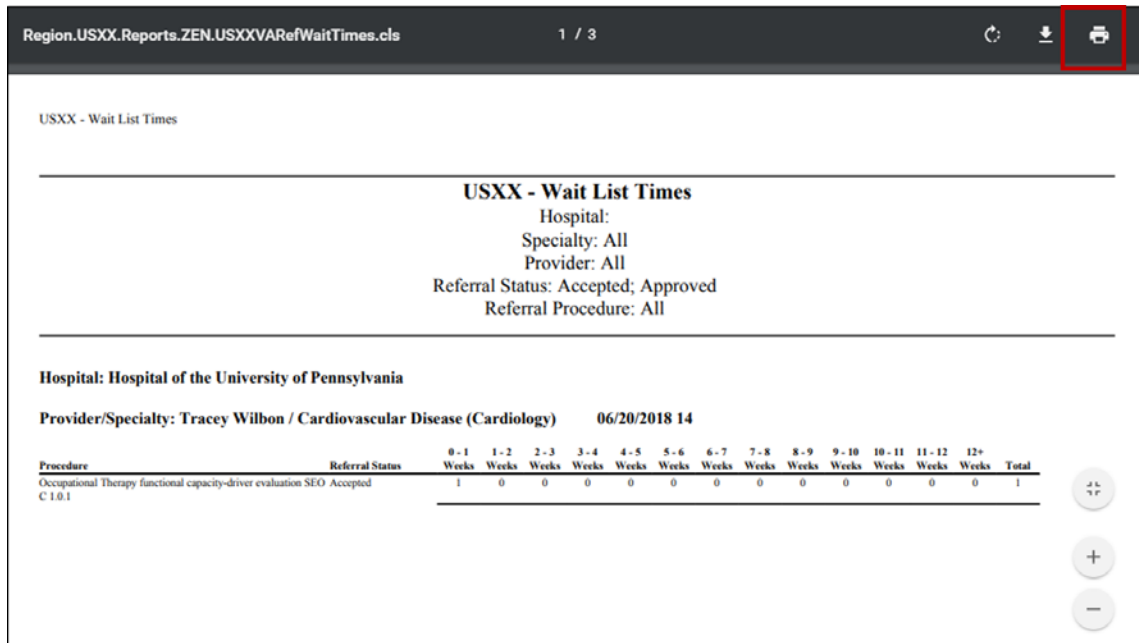 Region.USXX.Reports.ZEN.USXXVARefWaitTimes.cls 1 / 3
USXX - Wait List Times
USXX - Wait List Times
Hospital:
Specialty: All
Provider: All
Referral Status: Accepted; Approved
Referral Procedure: All
Hospital: Hospital of the University of Pennsylvania
Provider/Specialty: Tracey Wilbon / Cardiovascular Disease (Cardiology) 06/20/2018 14
0 - 1 1 - 2 2 - 3 3 - 4 4 - 5 5 - 6 6 - 7 7 - 8 8 - 9 9 - 10 10 - 11 11 - 12 12+
Procedure Referral Status Weeks Weeks Weeks Weeks Weeks Weeks Weeks Weeks Weeks Weeks Weeks Weeks Weeks Total
Occupational Therapy functional capacity-driver evaluation SEO Accepted 1 0 0 0 0 0 0 0 0 0 0 0 0 1
C 1.0.1